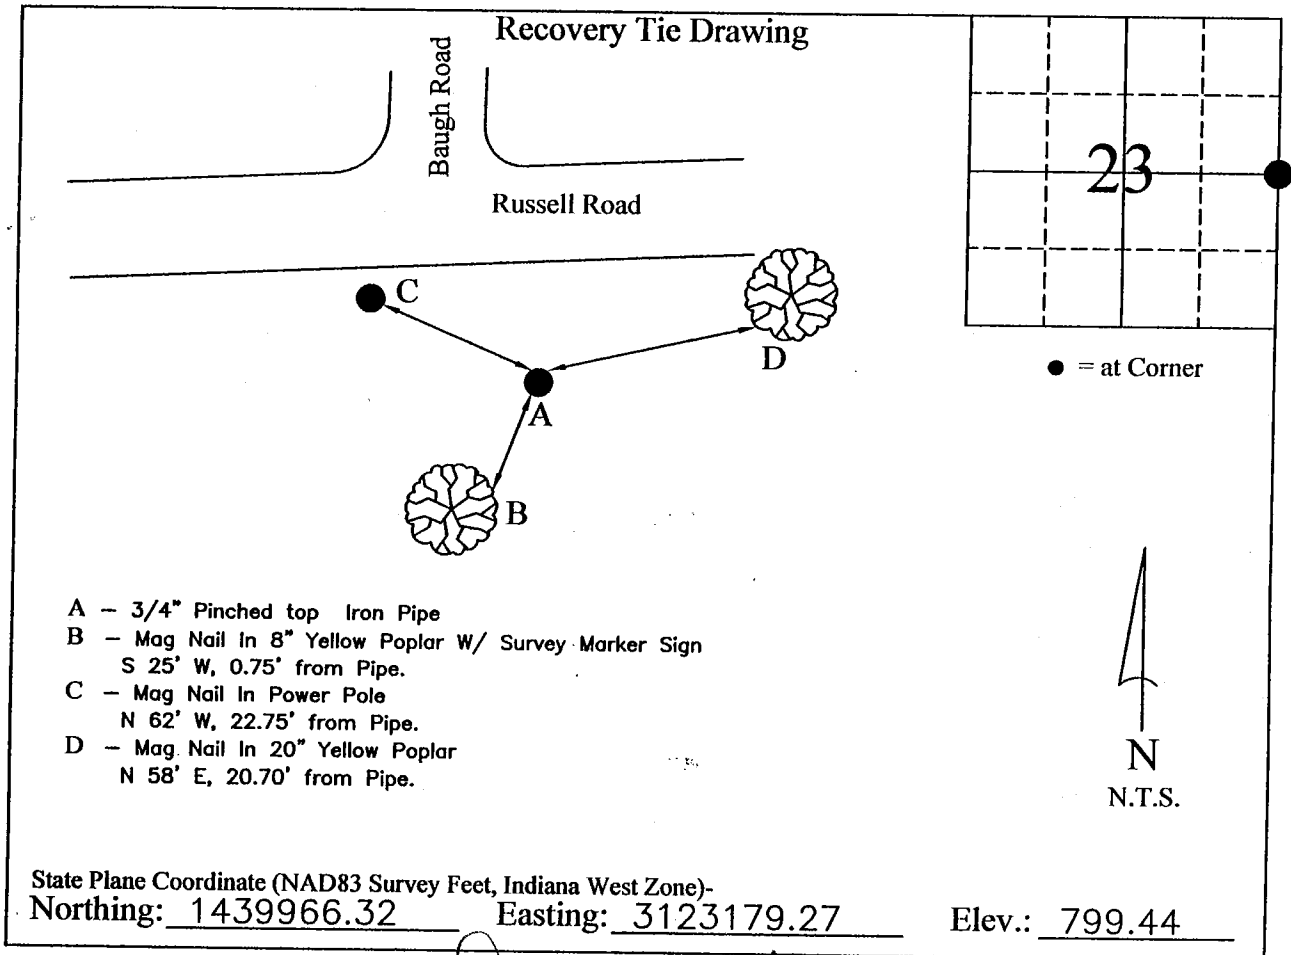 Recovery Tie Drawing
Baugh Road
Russell Road
23
C
D
A
B
● = at Corner
A – 3/4" Pinched top Iron Pipe
B – Mag Nail In 8" Yellow Poplar W/ Survey Marker Sign
S 25' W, 0.75' from Pipe.
C – Mag Nail In Power Pole
N 62' W, 22.75' from Pipe.
D – Mag Nail In 20" Yellow Poplar
N 58' E, 20.70' from Pipe.
N
N.T.S.
State Plane Coordinate (NAD83 Survey Feet, Indiana West Zone)-
Northing: 1439966.32 Easting: 3123179.27 Elev.: 799.44